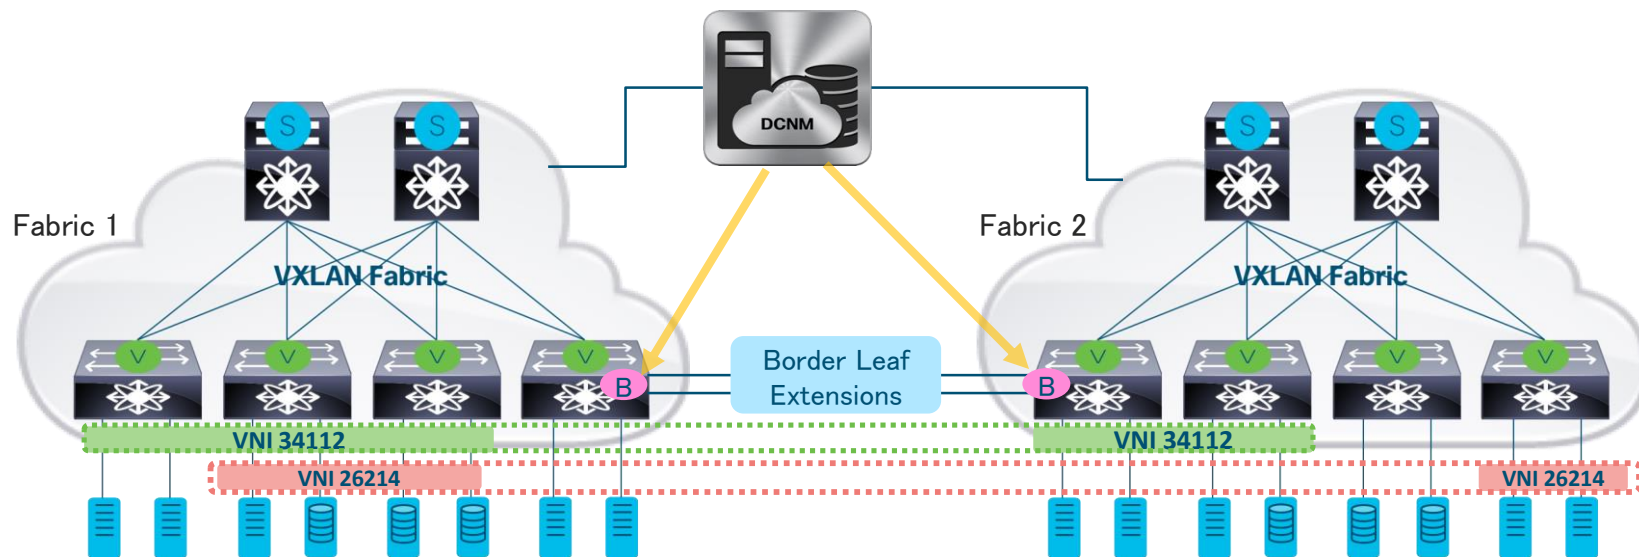 DCNM
S
S
S
S
Fabric 1
Fabric 2
VXLAN Fabric
VXLAN Fabric
V
V
V
V
V
V
V
V
B
B
Border Leaf
Extensions
VNI 34112
VNI 34112
VNI 26214
VNI 26214